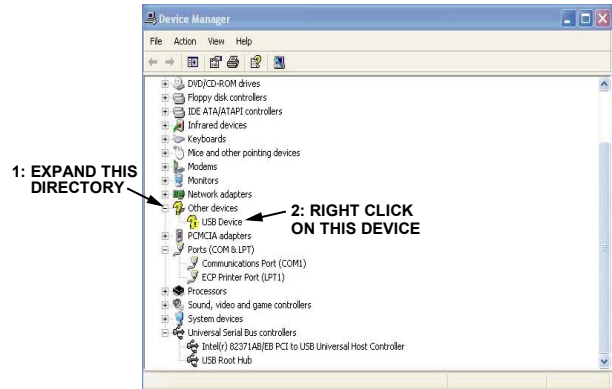 Device Manager
File Action View Help
DVD/CD-ROM drives
Floppy disk controllers
IDE ATA/ATAPI controllers
Infrared devices
Keyboards
Mice and other pointing devices
Modems
Monitors
Network adapters
Other devices
USB Device
PCMCIA adapters
Ports (COM & LPT)
Communications Port (COM1)
ECP Printer Port (LPT1)
Processors
Sound, video and game controllers
System devices
Universal Serial Bus controllers
Intel(r) 82371AB/EB PCI to USB Universal Host Controller
USB Root Hub
1: EXPAND THIS
DIRECTORY
2: RIGHT CLICK
ON THIS DEVICE